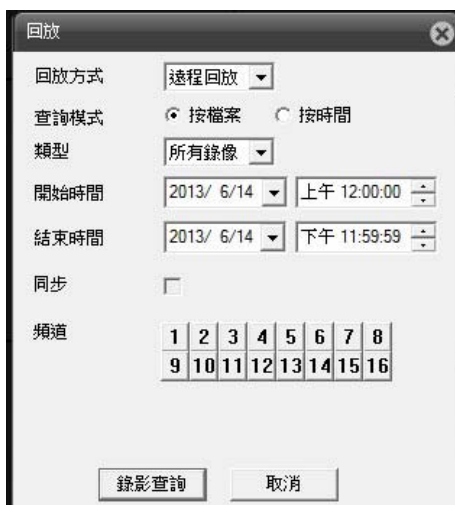 回放
回放方式 遠程回放
查詢模式 按檔案 按時間
類型 所有錄像
開始時間 2013/ 6/14 上午 12:00:00
結束時間 2013/ 6/14 下午 11:59:59
同步
頻道 1 2 3 4 5 6 7 8
9 10 11 12 13 14 15 16
錄影查詢 取消